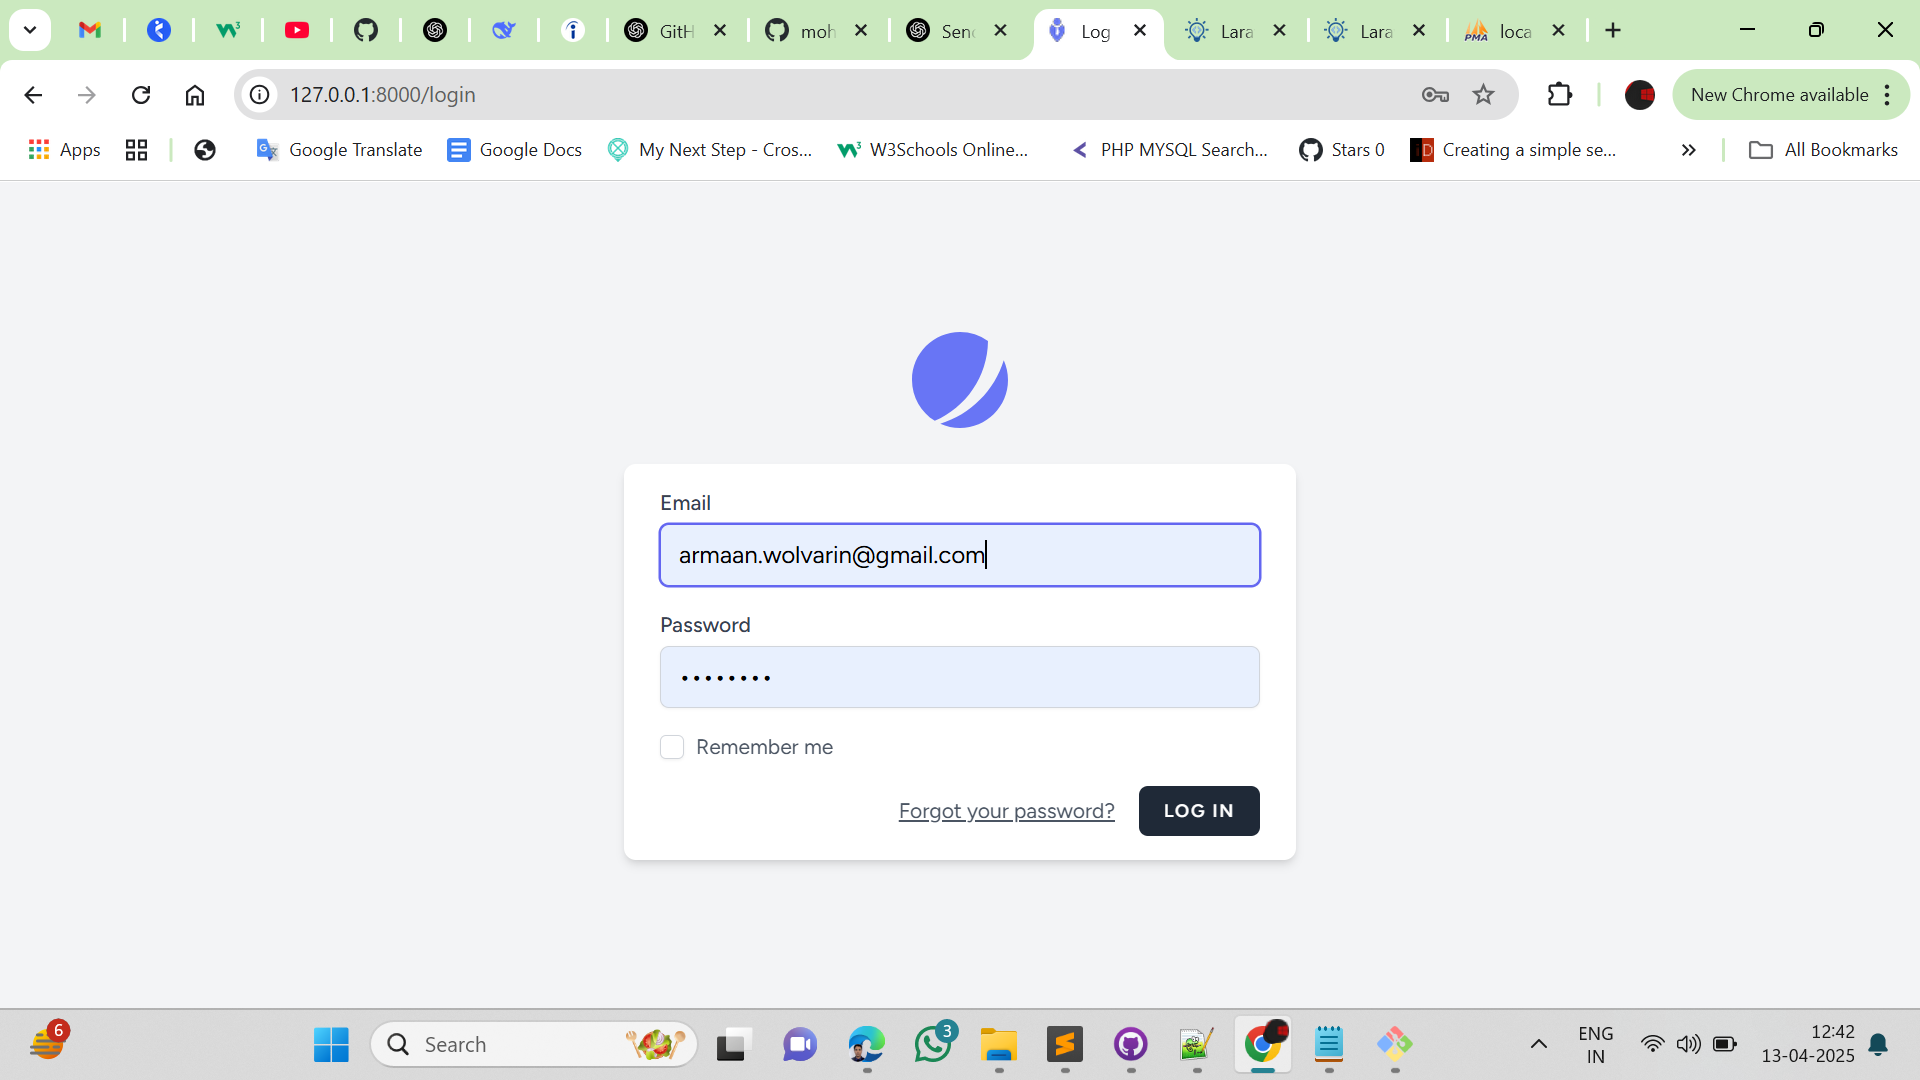 GitH
moh
Send
Log
Lara
Lara
loca
PMA
127.0.0.1:8000/login
New Chrome available
Apps
Google Translate
Google Docs
My Next Step - Cros...
W3Schools Online...
PHP MYSQL Search...
Stars 0
Creating a simple se...
All Bookmarks
Email
armaan.wolvarin@gmail.com
Password
••••••••
Remember me
Forgot your password?
LOG IN
6
Search
3
ENG
IN
12:42
13-04-2025